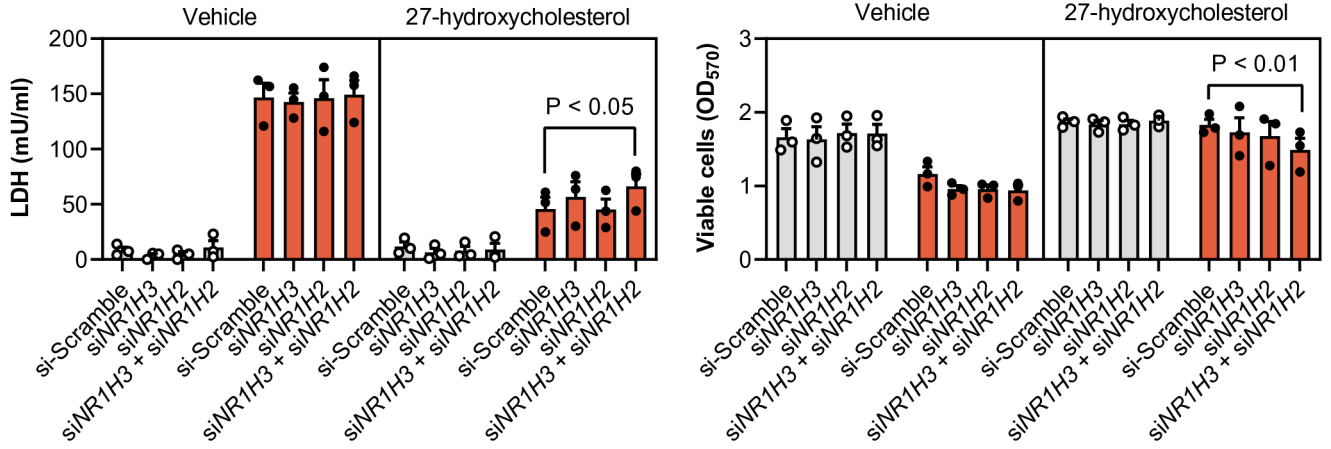 Vehicle
27-hydroxycholesterol
LDH (mU/ml)
200
150
100
50
0
P < 0.05
si-Scramble
siNR1H3
siNR1H2
siNR1H3 + siNR1H2
si-Scramble
siNR1H3
siNR1H2
siNR1H3 + siNR1H2
si-Scramble
siNR1H3
siNR1H2
siNR1H3 + siNR1H2
si-Scramble
siNR1H3
siNR1H2
siNR1H3 + siNR1H2
Vehicle
27-hydroxycholesterol
Viable cells (OD570)
3
2
1
0
P < 0.01
si-Scramble
siNR1H3
siNR1H2
siNR1H3 + siNR1H2
si-Scramble
siNR1H3
siNR1H2
siNR1H3 + siNR1H2
si-Scramble
siNR1H3
siNR1H2
siNR1H3 + siNR1H2
si-Scramble
siNR1H3
siNR1H2
siNR1H3 + siNR1H2